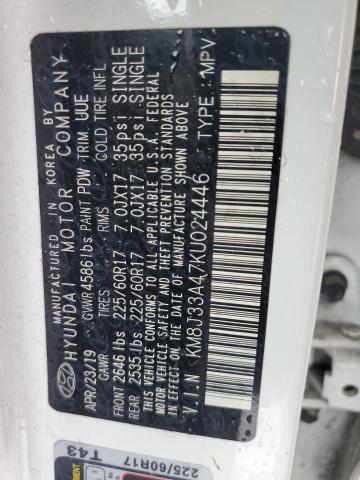 MANUFACTURED IN KOREA BY
HYUNDAI MOTOR COMPANY
APR/23/19 GVWR 4586 lbs PAINT PDW TRIM UUE
GAWR TIRES RIMS COLD TIRE INFL
FRONT 2646 lbs 225/60R17 7.0JX17 35psi SINGLE
REAR 2535 lbs 225/60R17 7.0JX17 35psi SINGLE
THIS VEHICLE CONFORMS TO ALL APPLICABLE U.S.A. FEDERAL
MOTOR VEHICLE SAFETY AND THEFT PREVENTION STANDARDS
IN EFFECT ON THE DATE OF MANUFACTURE SHOWN ABOVE
V.I.N : KM8J33A47KU024446 TYPE : MPV
225/60R17 T43